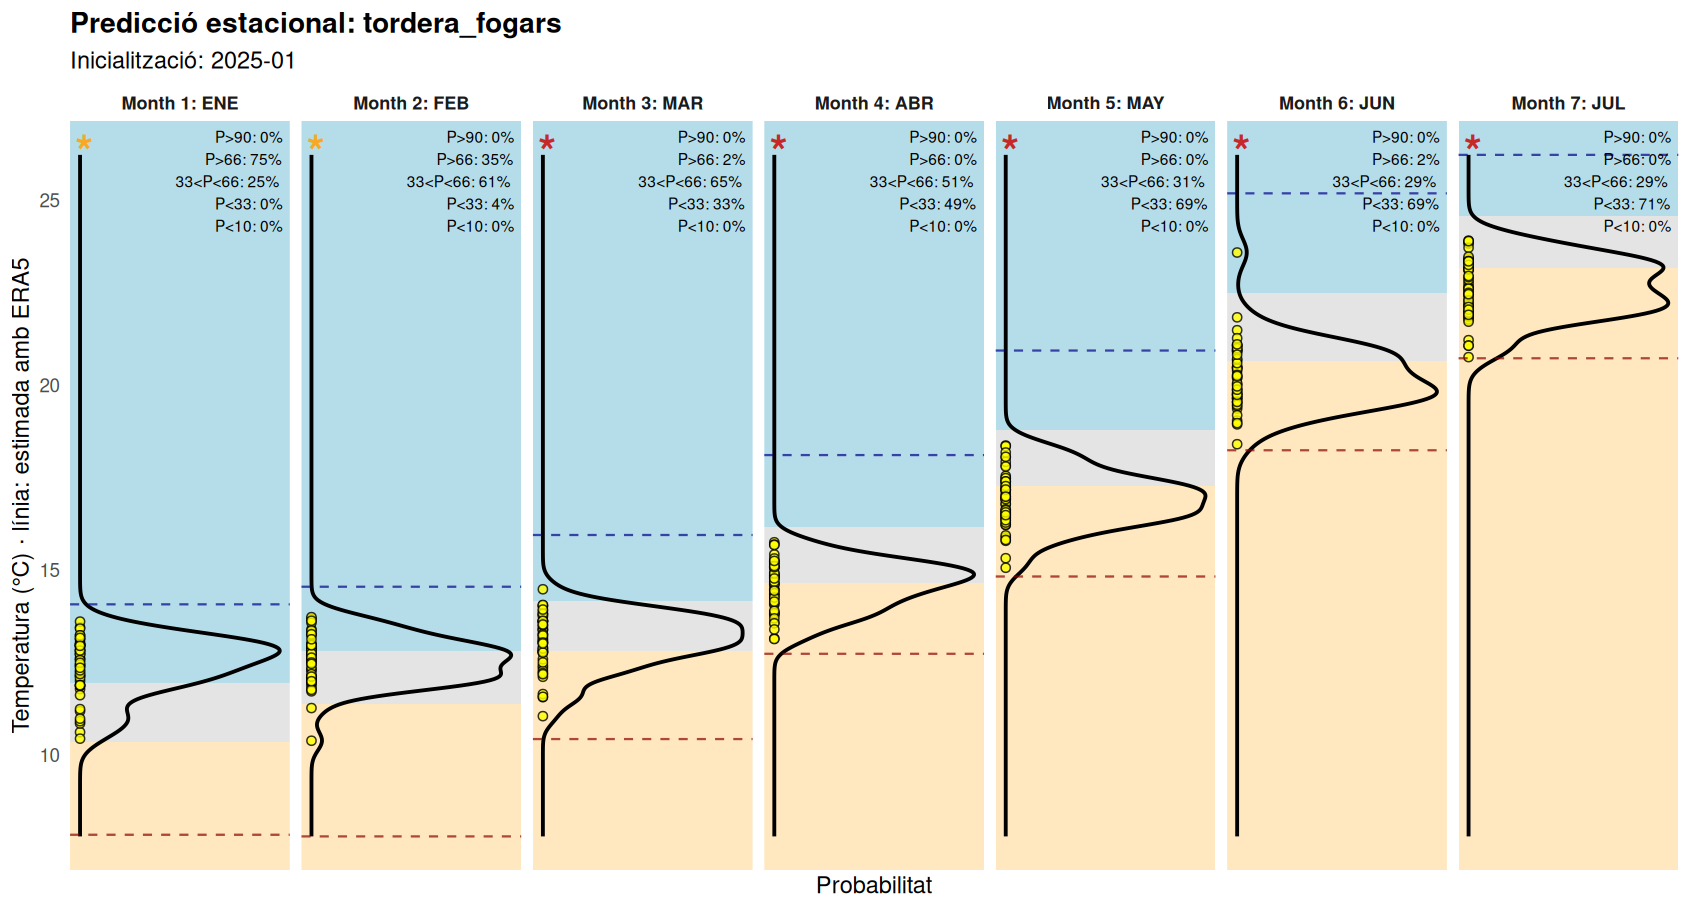 Predicció estacional: tordera_fogars
Inicialització: 2025-01
Month 1: ENE
Month 2: FEB
Month 3: MAR
Month 4: ABR
Month 5: MAY
Month 6: JUN
Month 7: JUL
*
P>90: 0%
P>66: 75%
33<P<66: 25%
P<33: 0%
P<10: 0%
*
P>90: 0%
P>66: 35%
33<P<66: 61%
P<33: 4%
P<10: 0%
*
P>90: 0%
P>66: 2%
33<P<66: 65%
P<33: 33%
P<10: 0%
*
P>90: 0%
P>66: 0%
33<P<66: 51%
P<33: 49%
P<10: 0%
*
P>90: 0%
P>66: 0%
33<P<66: 31%
P<33: 69%
P<10: 0%
*
P>90: 0%
P>66: 2%
33<P<66: 29%
P<33: 69%
P<10: 0%
*
P>90: 0%
P>66: 0%
33<P<66: 29%
P<33: 71%
P<10: 0%
25
20
15
10
Temperatura (°C) · línia: estimada amb ERA5
Probabilitat